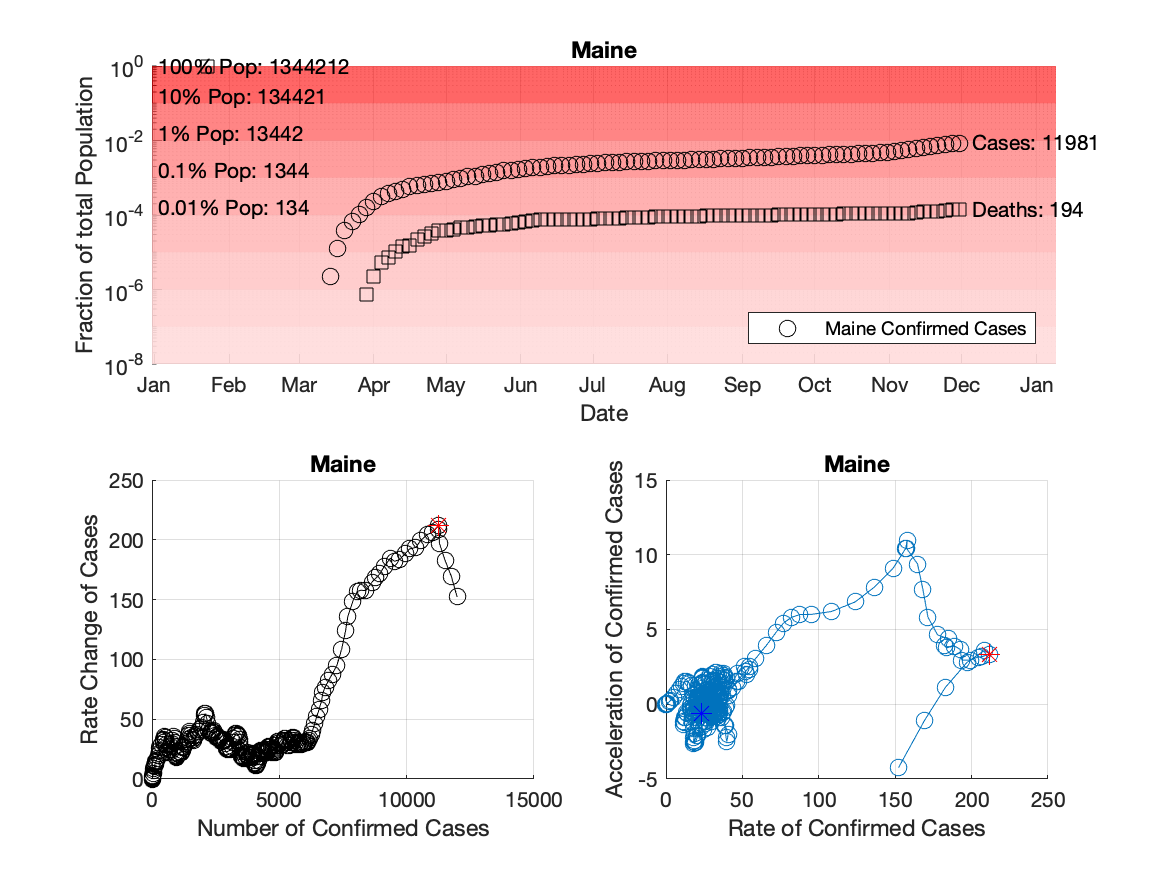 Maine
Fraction of total Population
10^0
10^-2
10^-4
10^-6
10^-8
100% Pop: 1344212
10% Pop: 134421
1% Pop: 13442
0.1% Pop: 1344
0.01% Pop: 134
Cases: 11981
Deaths: 194
Maine Confirmed Cases
Jan Feb Mar Apr May Jun Jul Aug Sep Oct Nov Dec Jan
Date
Maine
Rate Change of Cases
250
200
150
100
50
0
0 5000 10000 15000
Number of Confirmed Cases
Maine
Acceleration of Confirmed Cases
15
10
5
0
-5
0 50 100 150 200 250
Rate of Confirmed Cases